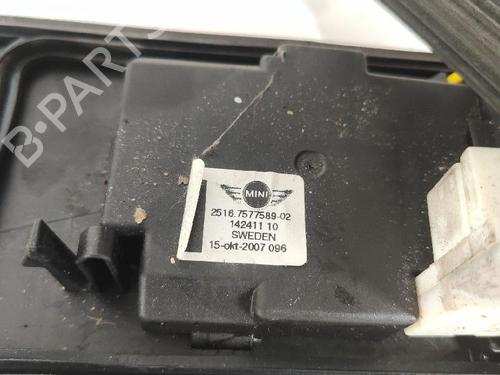 B-PARTS
MINI
2516.7577589-02
142411 10
SWEDEN
15-okt-2007 096